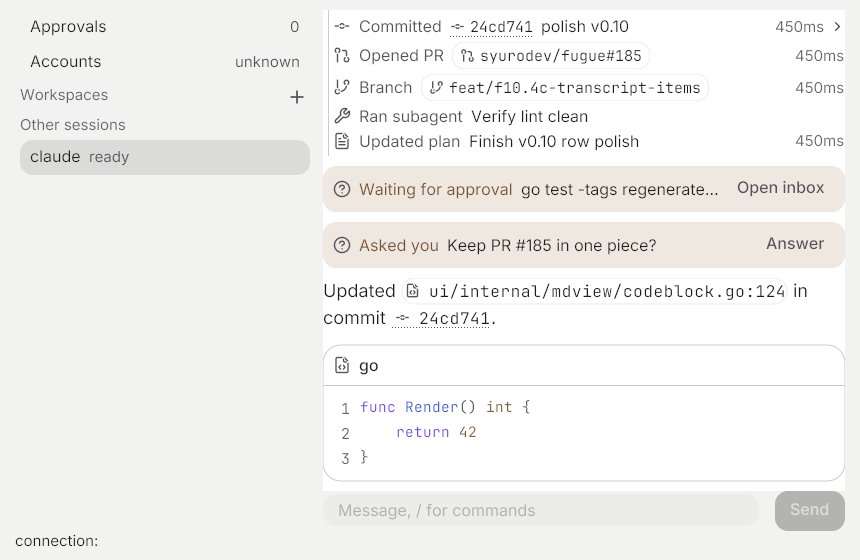 Approvals 0
Accounts unknown
Workspaces +
Other sessions
claude ready
Committed 24cd741 polish v0.10 450ms >
Opened PR syurodev/fugue#185 450ms
Branch feat/f10.4c-transcript-items 450ms
Ran subagent Verify lint clean
Updated plan Finish v0.10 row polish 450ms
Waiting for approval go test -tags regenerate... Open inbox
Asked you Keep PR #185 in one piece? Answer
Updated ui/internal/mdview/codeblock.go:124 in
commit 24cd741.
go
1 func Render() int {
2     return 42
3 }
Message, / for commands Send
connection: